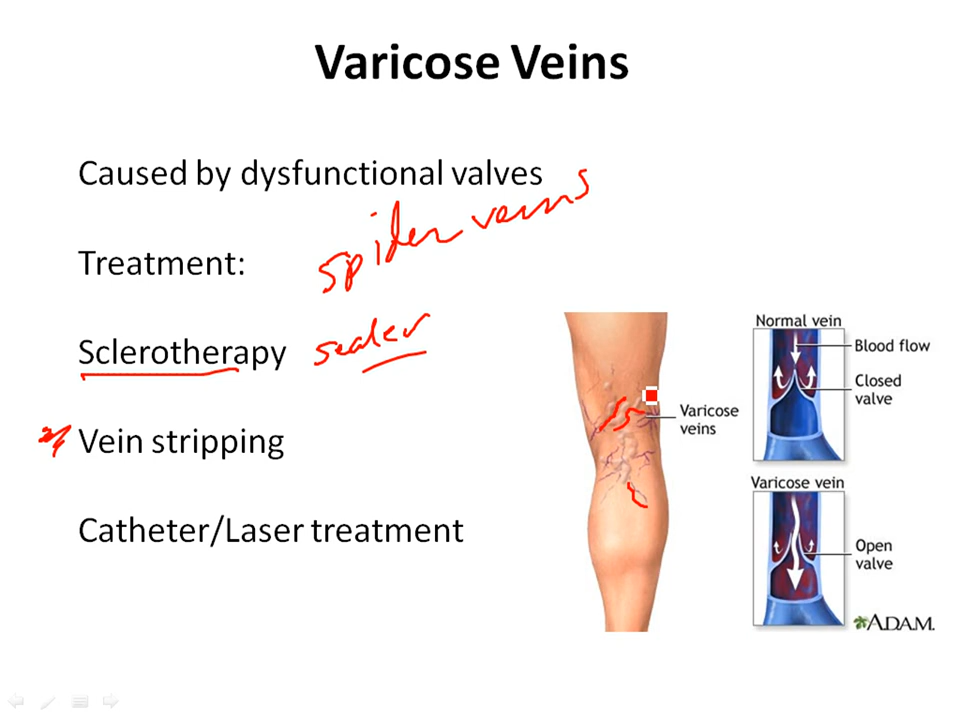 Varicose Veins
Caused by dysfunctional valves
spider veins
Treatment:
Sclerotherapy sealer
Vein stripping
Catheter/Laser treatment
Normal vein
Blood flow
Closed
valve
Varicose
veins
Varicose vein
Open
valve
ADAM.